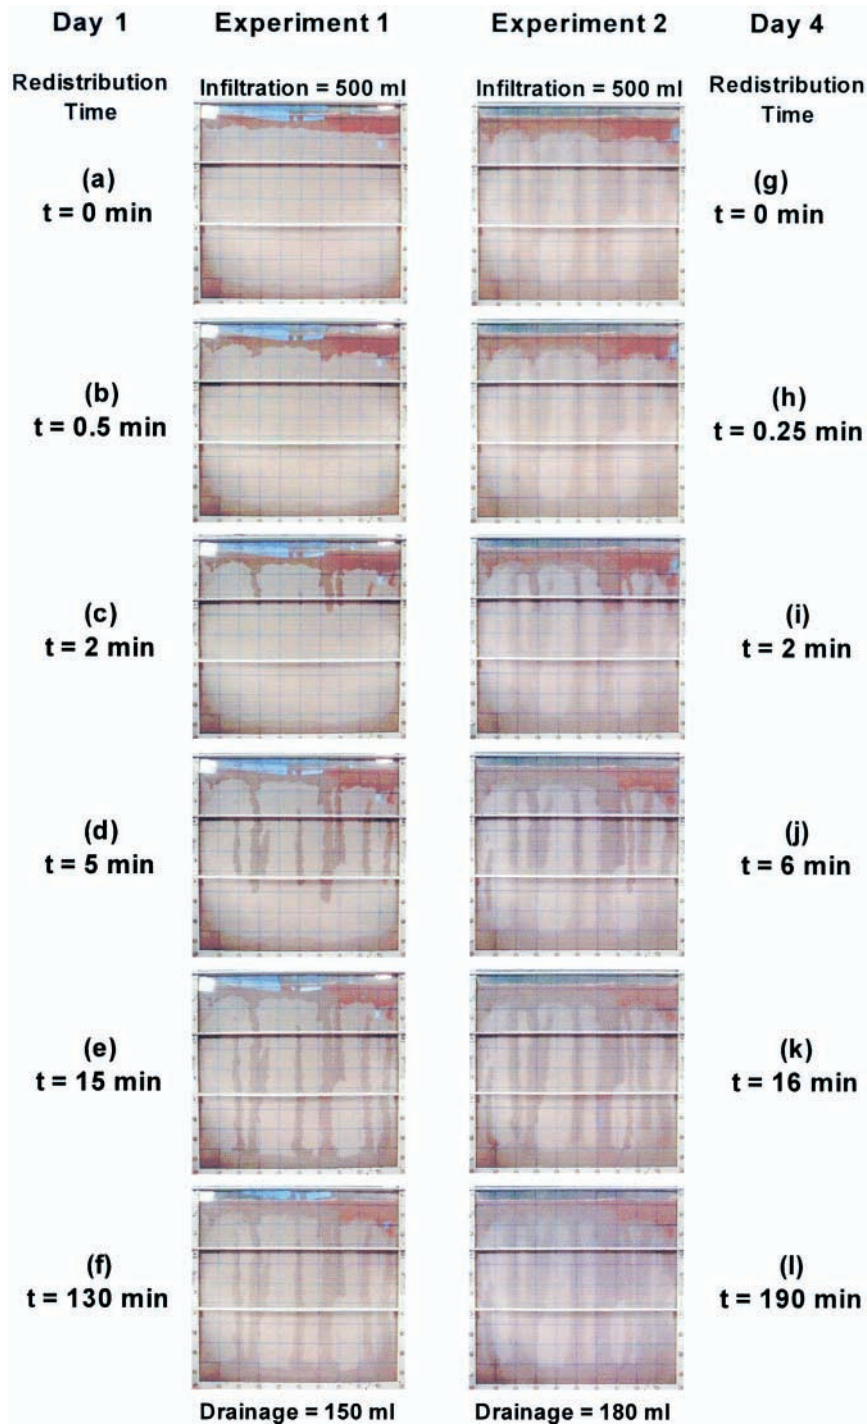 Day 1 Experiment 1 Experiment 2 Day 4
Redistribution Time Infiltration = 500 ml Infiltration = 500 ml Redistribution Time
(a) (g)
t = 0 min t = 0 min
(b) (h)
t = 0.5 min t = 0.25 min
(c) (i)
t = 2 min t = 2 min
(d) (j)
t = 5 min t = 6 min
(e) (k)
t = 15 min t = 16 min
(f) (l)
t = 130 min t = 190 min
Drainage = 150 ml Drainage = 180 ml